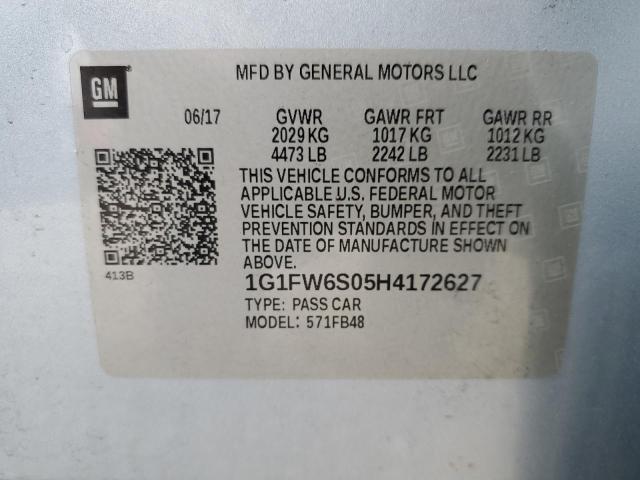 GM
MFD BY GENERAL MOTORS LLC
06/17 GVWR GAWR FRT GAWR RR
2029 KG 1017 KG 1012 KG
4473 LB 2242 LB 2231 LB
THIS VEHICLE CONFORMS TO ALL
APPLICABLE U.S. FEDERAL MOTOR
VEHICLE SAFETY, BUMPER, AND THEFT
PREVENTION STANDARDS IN EFFECT ON
THE DATE OF MANUFACTURE SHOWN
ABOVE.
413B
1G1FW6S05H4172627
TYPE: PASS CAR
MODEL: 571FB48